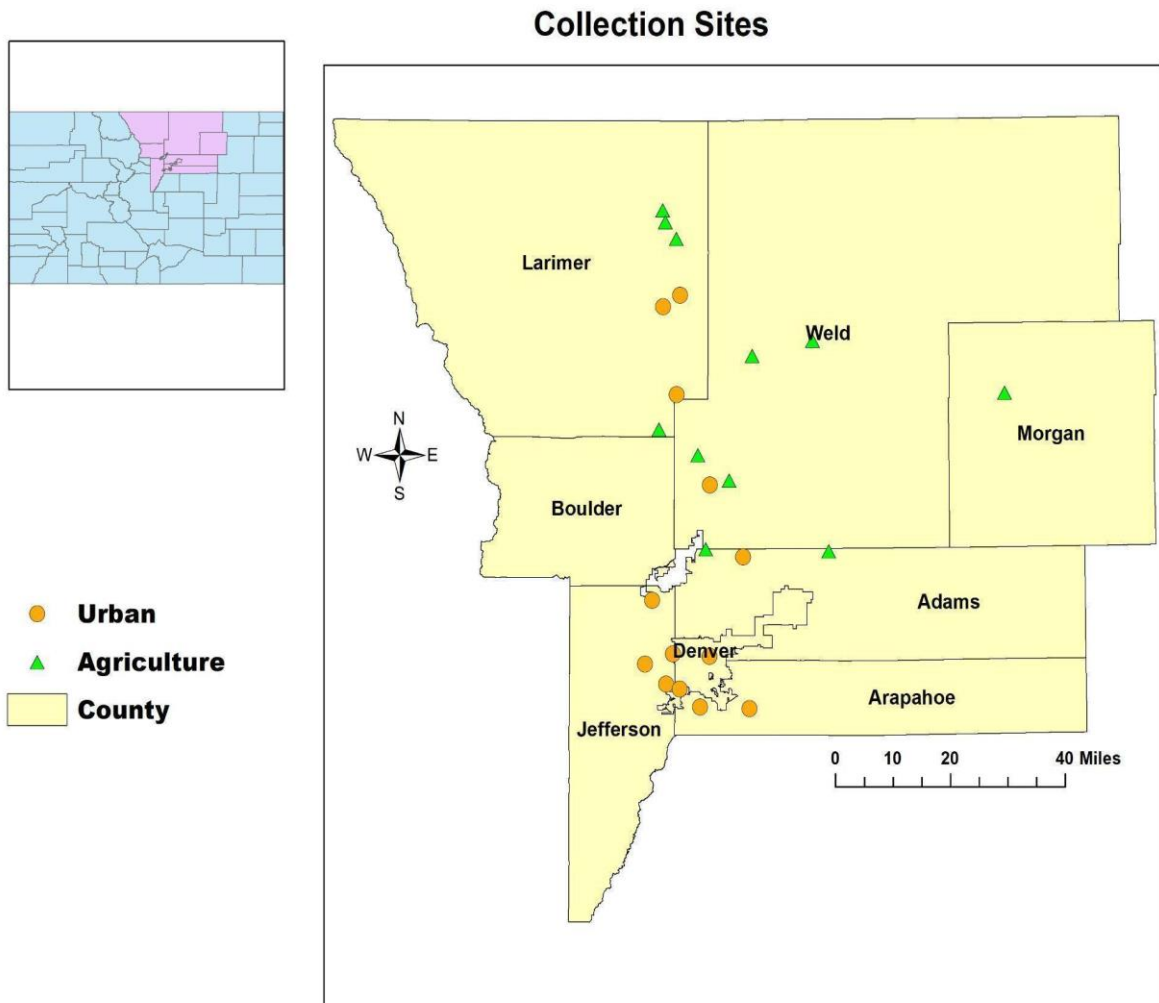 Collection Sites
Larimer
Weld
Morgan
N
W E
S
Boulder
Urban
Agriculture
County
Adams
Denver
Arapahoe
Jefferson
0 10 20 40 Miles